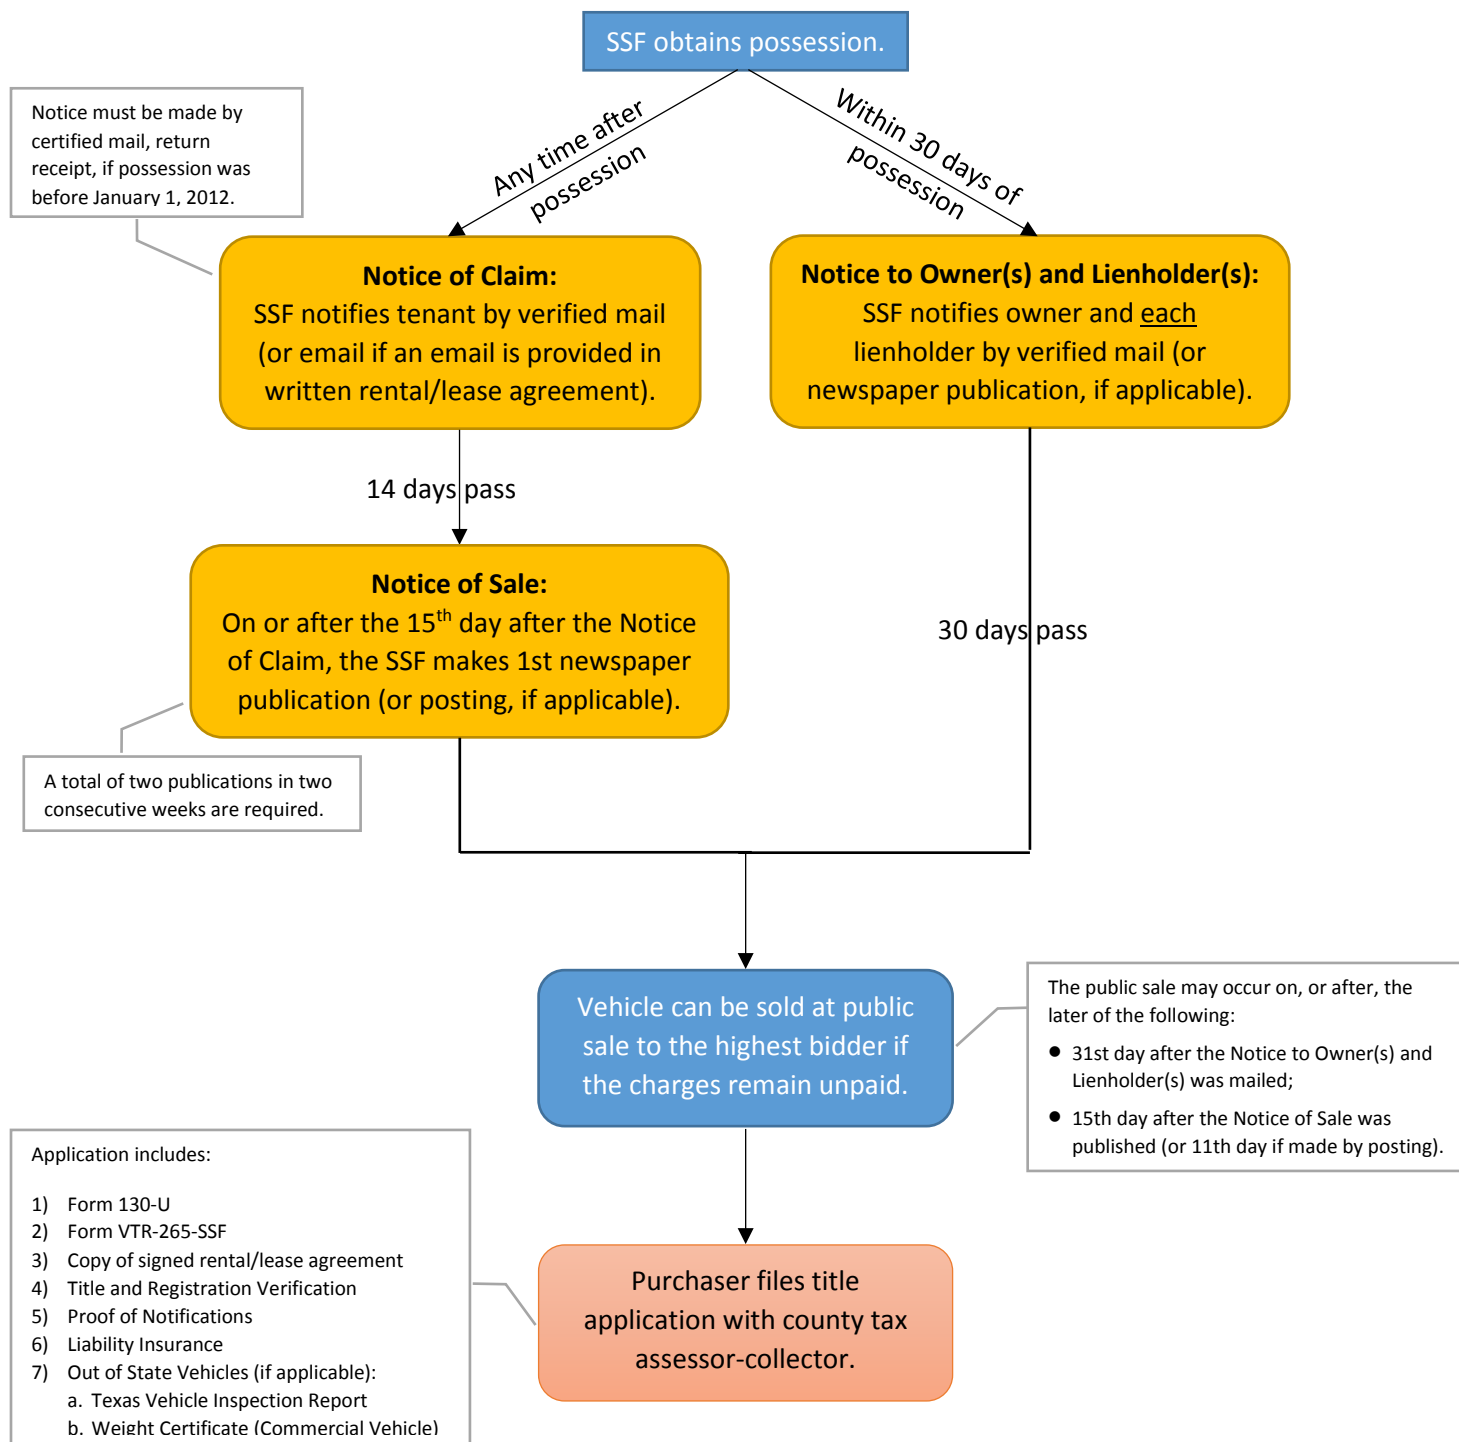 SSF obtains possession.
Notice must be made by
certified mail, return
receipt, if possession was
before January 1, 2012.
Any time after
possession
Within 30 days of
possession
Notice of Claim:
SSF notifies tenant by verified mail
(or email if an email is provided in
written rental/lease agreement).
Notice to Owner(s) and Lienholder(s):
SSF notifies owner and each
lienholder by verified mail (or
newspaper publication, if applicable).
14 days pass
Notice of Sale:
On or after the 15th day after the Notice
of Claim, the SSF makes 1st newspaper
publication (or posting, if applicable).
30 days pass
A total of two publications in two
consecutive weeks are required.
Vehicle can be sold at public
sale to the highest bidder if
the charges remain unpaid.
The public sale may occur on, or after, the
later of the following:
● 31st day after the Notice to Owner(s) and
Lienholder(s) was mailed;
● 15th day after the Notice of Sale was
published (or 11th day if made by posting).
Application includes:
1) Form 130-U
2) Form VTR-265-SSF
3) Copy of signed rental/lease agreement
4) Title and Registration Verification
5) Proof of Notifications
6) Liability Insurance
7) Out of State Vehicles (if applicable):
a. Texas Vehicle Inspection Report
b. Weight Certificate (Commercial Vehicle)
Purchaser files title
application with county tax
assessor-collector.